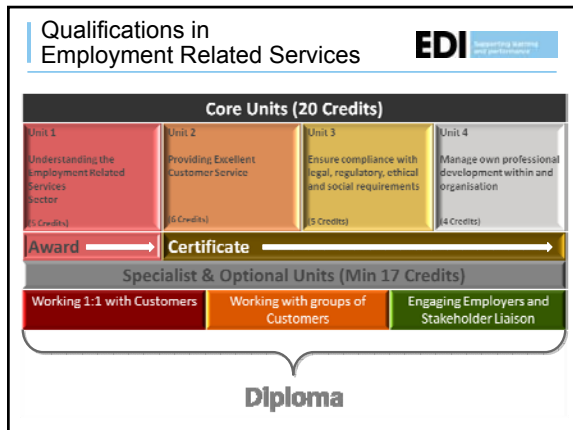 Qualifications in
Employment Related Services
EDI
Supporting learning
and performance
Core Units (20 Credits)
Unit 1
Understanding the
Employment Related
Services
Sector
(5 Credits)
Unit 2
Providing Excellent
Customer Service
(6 Credits)
Unit 3
Ensure compliance with
legal, regulatory, ethical
and social requirements
(5 Credits)
Unit 4
Manage own professional
development within and
organisation
(4 Credits)
Award
Certificate
Specialist & Optional Units (Min 17 Credits)
Working 1:1 with Customers
Working with groups of
Customers
Engaging Employers and
Stakeholder Liaison
Diploma